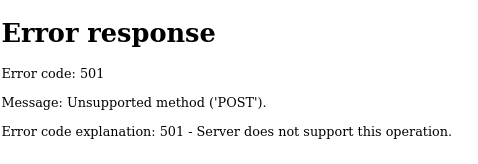 Error response
Error code: 501
Message: Unsupported method ('POST').
Error code explanation: 501 - Server does not support this operation.